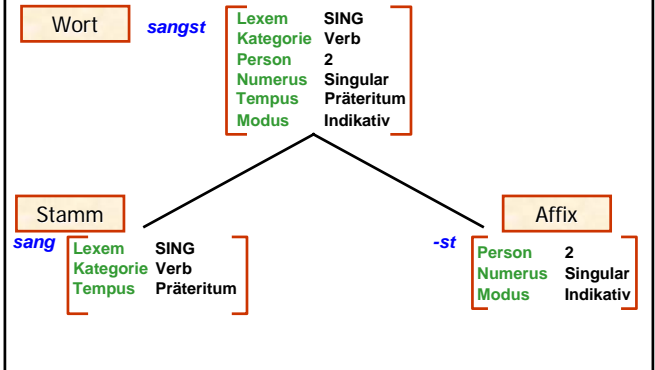 Wort
sangst
Lexem SING
Kategorie Verb
Person 2
Numerus Singular
Tempus Präteritum
Modus Indikativ
Stamm
sang
Lexem SING
Kategorie Verb
Tempus Präteritum
Affix
-st
Person 2
Numerus Singular
Modus Indikativ